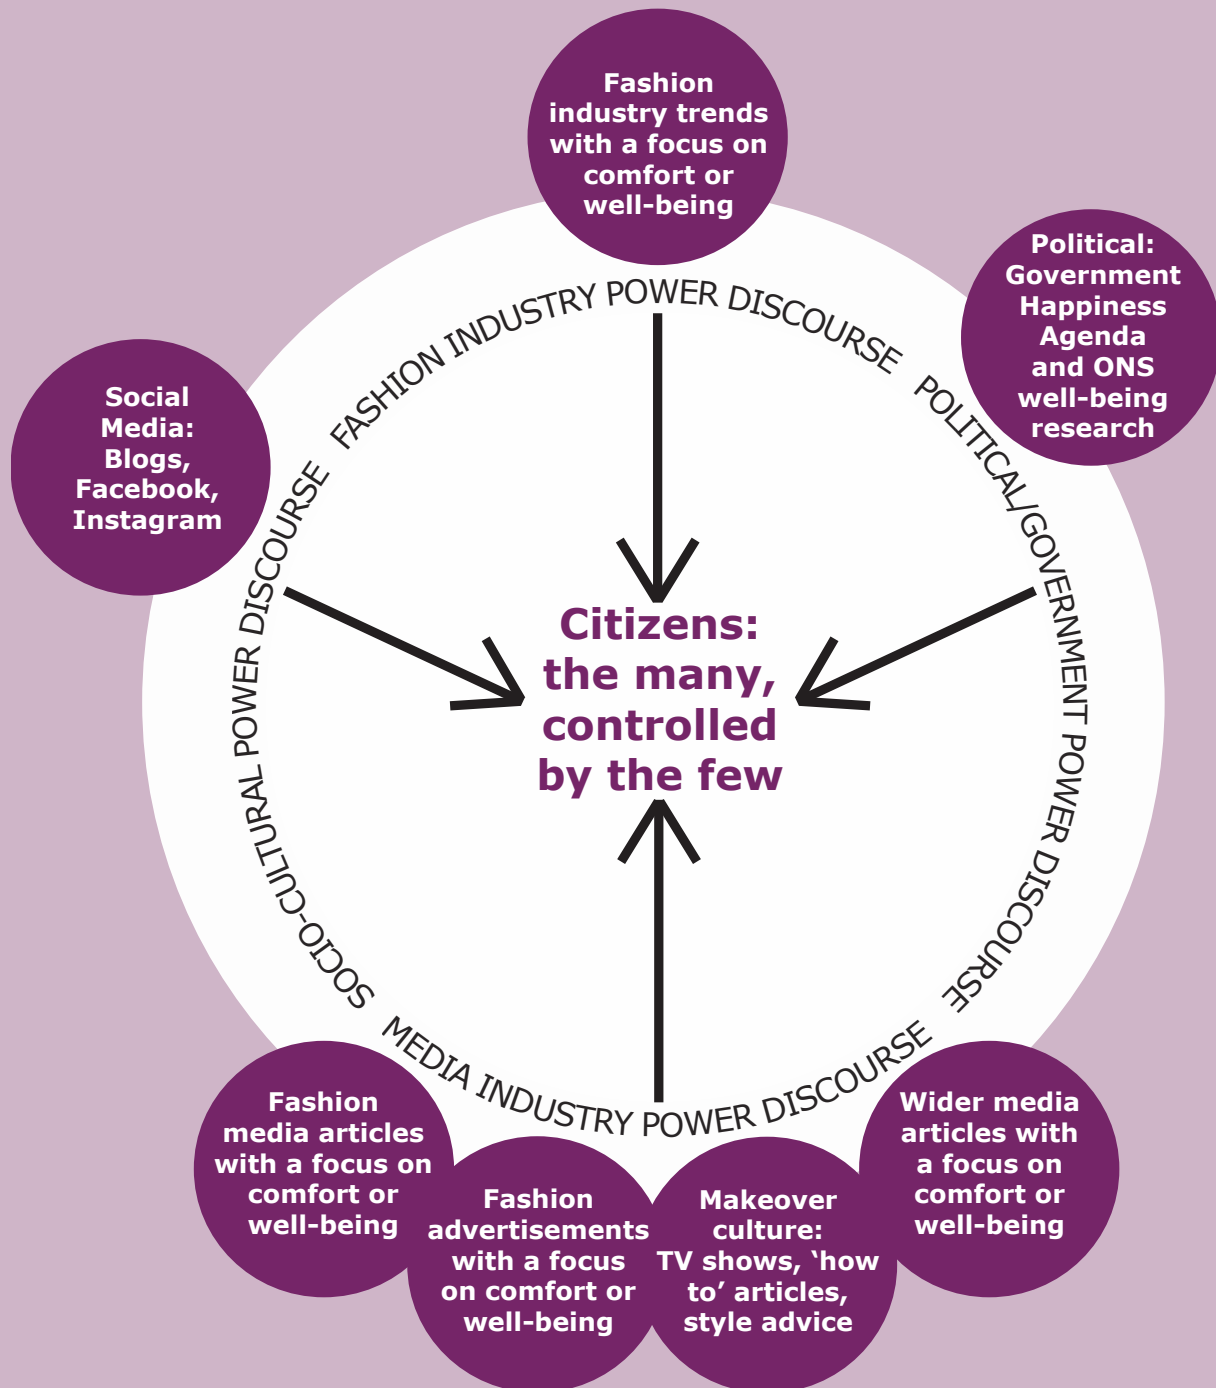 Fashion
industry trends
with a focus on
comfort or
well-being
Political:
Government
Happiness
Agenda
and ONS
well-being
research
Social
Media:
Blogs,
Facebook,
Instagram
FASHION INDUSTRY POWER DISCOURSE
POLITICAL/GOVERNMENT POWER DISCOURSE
SOCIO-CULTURAL POWER DISCOURSE
MEDIA INDUSTRY POWER DISCOURSE
Citizens:
the many,
controlled
by the few
Fashion
media articles
with a focus on
comfort or
well-being
Fashion
advertisements
with a focus
on comfort or
well-being
Makeover
culture:
TV shows, ‘how
to’ articles,
style advice
Wider media
articles with
a focus on
comfort or
well-being